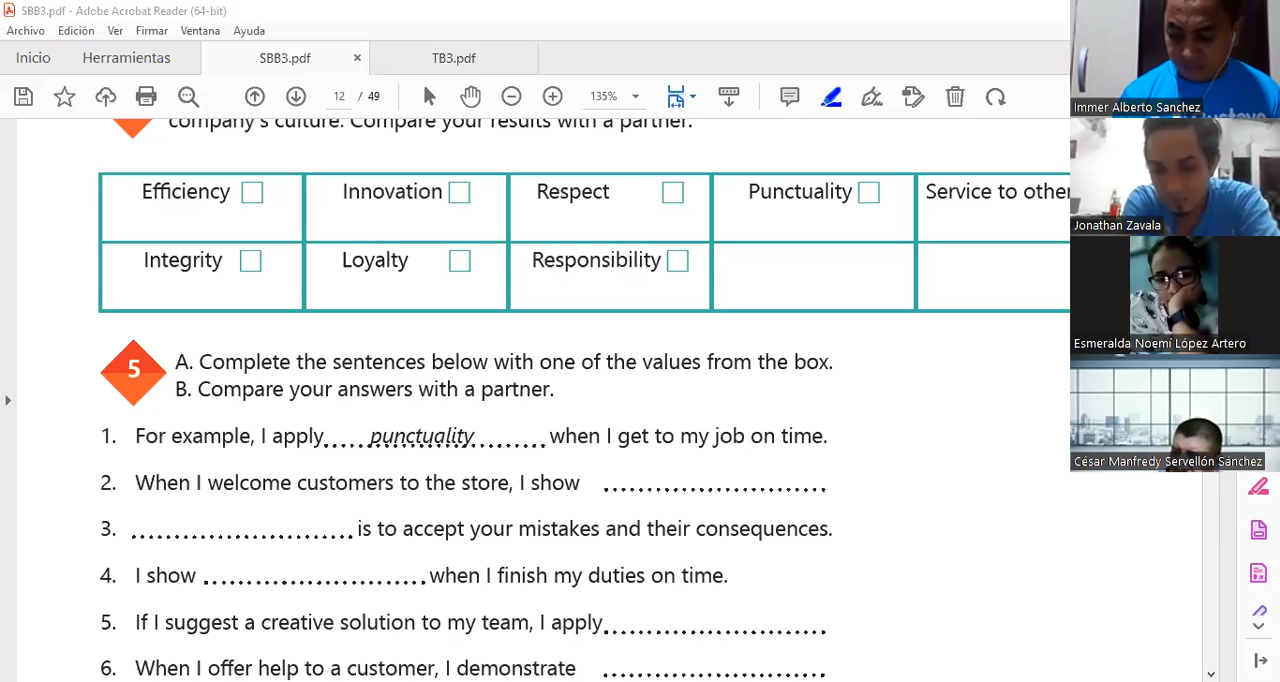 SBB3.pdf - Adobe Acrobat Reader (64-bit)
Archivo Edición Ver Firmar Ventana Ayuda
Inicio Herramientas SBB3.pdf × TB3.pdf
12 / 49 135%
company's culture. Compare your results with a partner.
Efficiency Innovation Respect Punctuality Service to other
Integrity Loyalty Responsibility
5 A. Complete the sentences below with one of the values from the box.
B. Compare your answers with a partner.
1. For example, I apply punctuality when I get to my job on time.
2. When I welcome customers to the store, I show
3. is to accept your mistakes and their consequences.
4. I show when I finish my duties on time.
5. If I suggest a creative solution to my team, I apply
6. When I offer help to a customer, I demonstrate
Immer Alberto Sanchez
Jonathan Zavala
Esmeralda Noemí López Artero
César Manfredy Servellón Sánchez